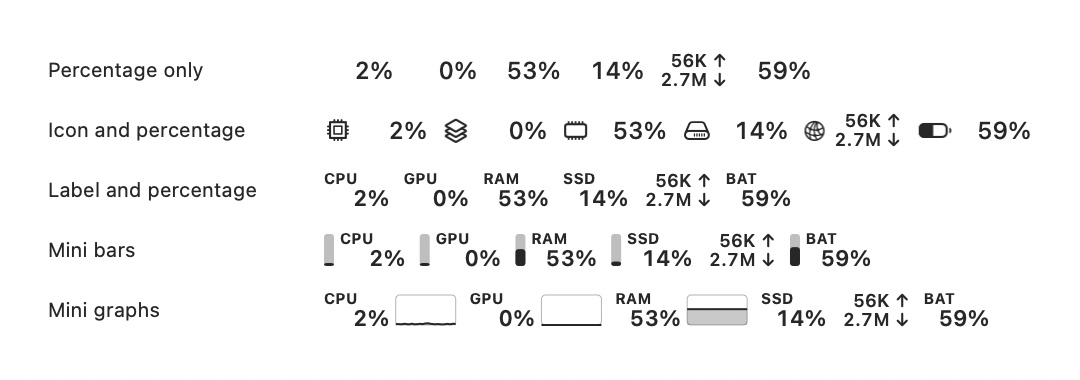 Percentage only 2% 0% 53% 14% 56K ↑ 59%
2.7M ↓
Icon and percentage 2% 0% 53% 14% 56K ↑ 59%
2.7M ↓
Label and percentage CPU GPU RAM SSD 56K ↑ BAT
2% 0% 53% 14% 2.7M ↓ 59%
Mini bars CPU GPU RAM SSD 56K ↑ BAT
2% 0% 53% 14% 2.7M ↓ 59%
Mini graphs CPU GPU RAM SSD 56K ↑ BAT
2% 0% 53% 14% 2.7M ↓ 59%